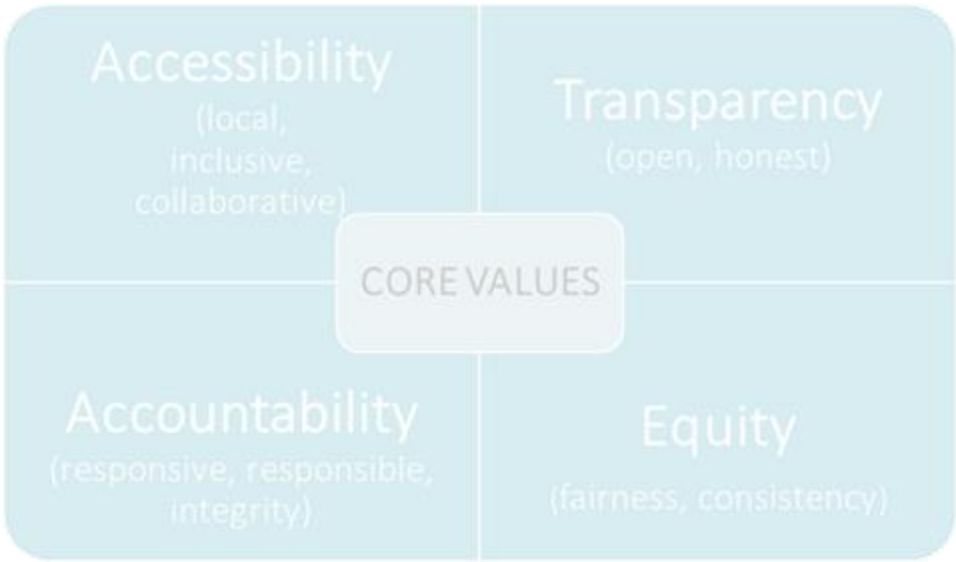 Accessibility
(local,
inclusive,
collaborative)
Transparency
(open, honest)
CORE VALUES
Accountability
(responsive, responsible,
integrity)
Equity
(fairness, consistency)